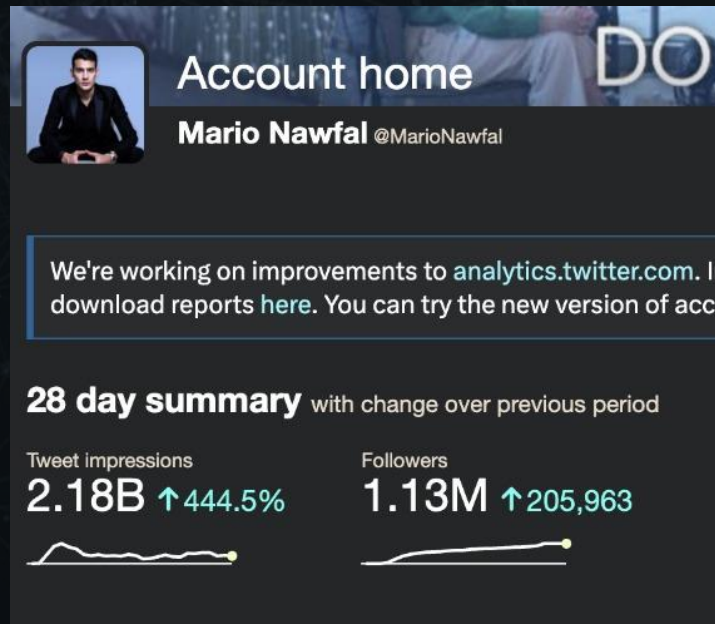 DO
Account home
Mario Nawfal @MarioNawfal
We're working on improvements to analytics.twitter.com. I
download reports here. You can try the new version of acc
28 day summary with change over previous period
Tweet impressions
2.18B ↑444.5%
Followers
1.13M ↑205,963